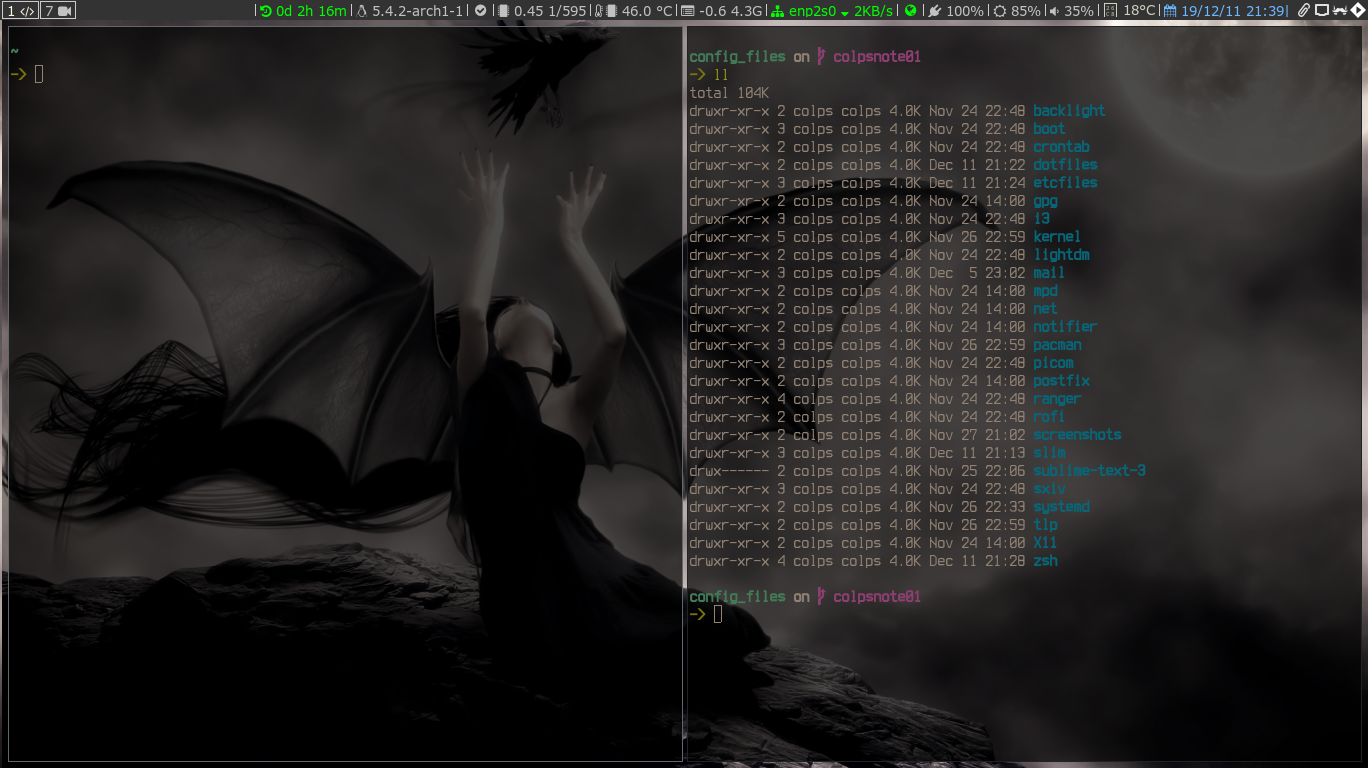 1 7 0d 2h 16m 5.4.2-arch1-1 0.45 1/595 46.0 °C -0.6 4.3G enp2s0 2KB/s 100% 85% 35% 18°C 19/12/11 21:39
~
-> 
config_files on colpsnote01
-> ll
total 104K
drwxr-xr-x 2 colps colps 4.0K Nov 24 22:48 backlight
drwxr-xr-x 3 colps colps 4.0K Nov 24 22:48 boot
drwxr-xr-x 2 colps colps 4.0K Nov 24 22:48 crontab
drwxr-xr-x 2 colps colps 4.0K Dec 11 21:22 dotfiles
drwxr-xr-x 3 colps colps 4.0K Dec 11 21:24 etcfiles
drwxr-xr-x 2 colps colps 4.0K Nov 24 14:00 gpg
drwxr-xr-x 3 colps colps 4.0K Nov 24 22:48 i3
drwxr-xr-x 5 colps colps 4.0K Nov 26 22:59 kernel
drwxr-xr-x 2 colps colps 4.0K Nov 24 22:48 lightdm
drwxr-xr-x 3 colps colps 4.0K Dec  5 23:02 mail
drwxr-xr-x 2 colps colps 4.0K Nov 24 14:00 mpd
drwxr-xr-x 2 colps colps 4.0K Nov 24 14:00 net
drwxr-xr-x 2 colps colps 4.0K Nov 24 14:00 notifier
drwxr-xr-x 3 colps colps 4.0K Nov 26 22:59 pacman
drwxr-xr-x 2 colps colps 4.0K Nov 24 22:48 picom
drwxr-xr-x 2 colps colps 4.0K Nov 24 14:00 postfix
drwxr-xr-x 4 colps colps 4.0K Nov 24 22:48 ranger
drwxr-xr-x 2 colps colps 4.0K Nov 24 22:48 rofi
drwxr-xr-x 2 colps colps 4.0K Nov 27 21:02 screenshots
drwxr-xr-x 3 colps colps 4.0K Dec 11 21:13 slim
drwx------ 2 colps colps 4.0K Nov 25 22:06 sublime-text-3
drwxr-xr-x 3 colps colps 4.0K Nov 24 22:48 sxiv
drwxr-xr-x 2 colps colps 4.0K Nov 26 22:33 systemd
drwxr-xr-x 2 colps colps 4.0K Nov 26 22:59 tlp
drwxr-xr-x 2 colps colps 4.0K Nov 24 14:00 X11
drwxr-xr-x 4 colps colps 4.0K Dec 11 21:28 zsh
config_files on colpsnote01
->